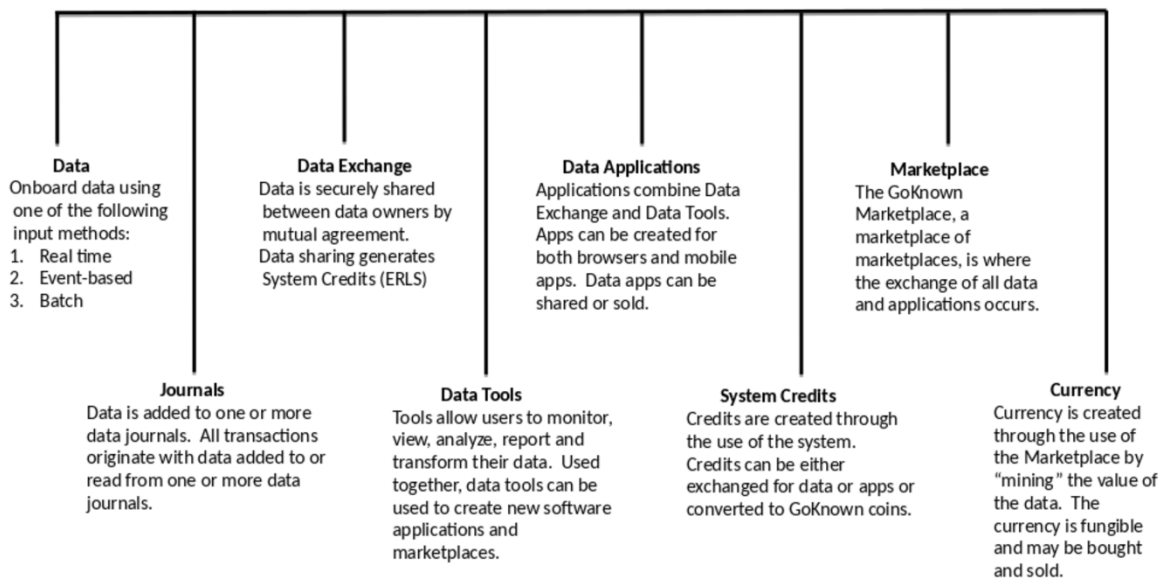 Data
Onboard data using
one of the following
input methods:
1. Real time
2. Event-based
3. Batch
Journals
Data is added to one or more
data journals. All transactions
originate with data added to or
read from one or more data
journals.
Data Exchange
Data is securely shared
between data owners by
mutual agreement.
Data sharing generates
System Credits (ERLS)
Data Tools
Tools allow users to monitor,
view, analyze, report and
transform their data. Used
together, data tools can be
used to create new software
applications and
marketplaces.
Data Applications
Applications combine Data
Exchange and Data Tools.
Apps can be created for
both browsers and mobile
apps. Data apps can be
shared or sold.
System Credits
Credits are created through
the use of the system.
Credits can be either
exchanged for data or apps or
converted to GoKnown coins.
Marketplace
The GoKnown
Marketplace, a
marketplace of
marketplaces, is where
the exchange of all data
and applications occurs.
Currency
Currency is created
through the use of
the Marketplace by
“mining” the value of
the data. The
currency is fungible
and may be bought
and sold.